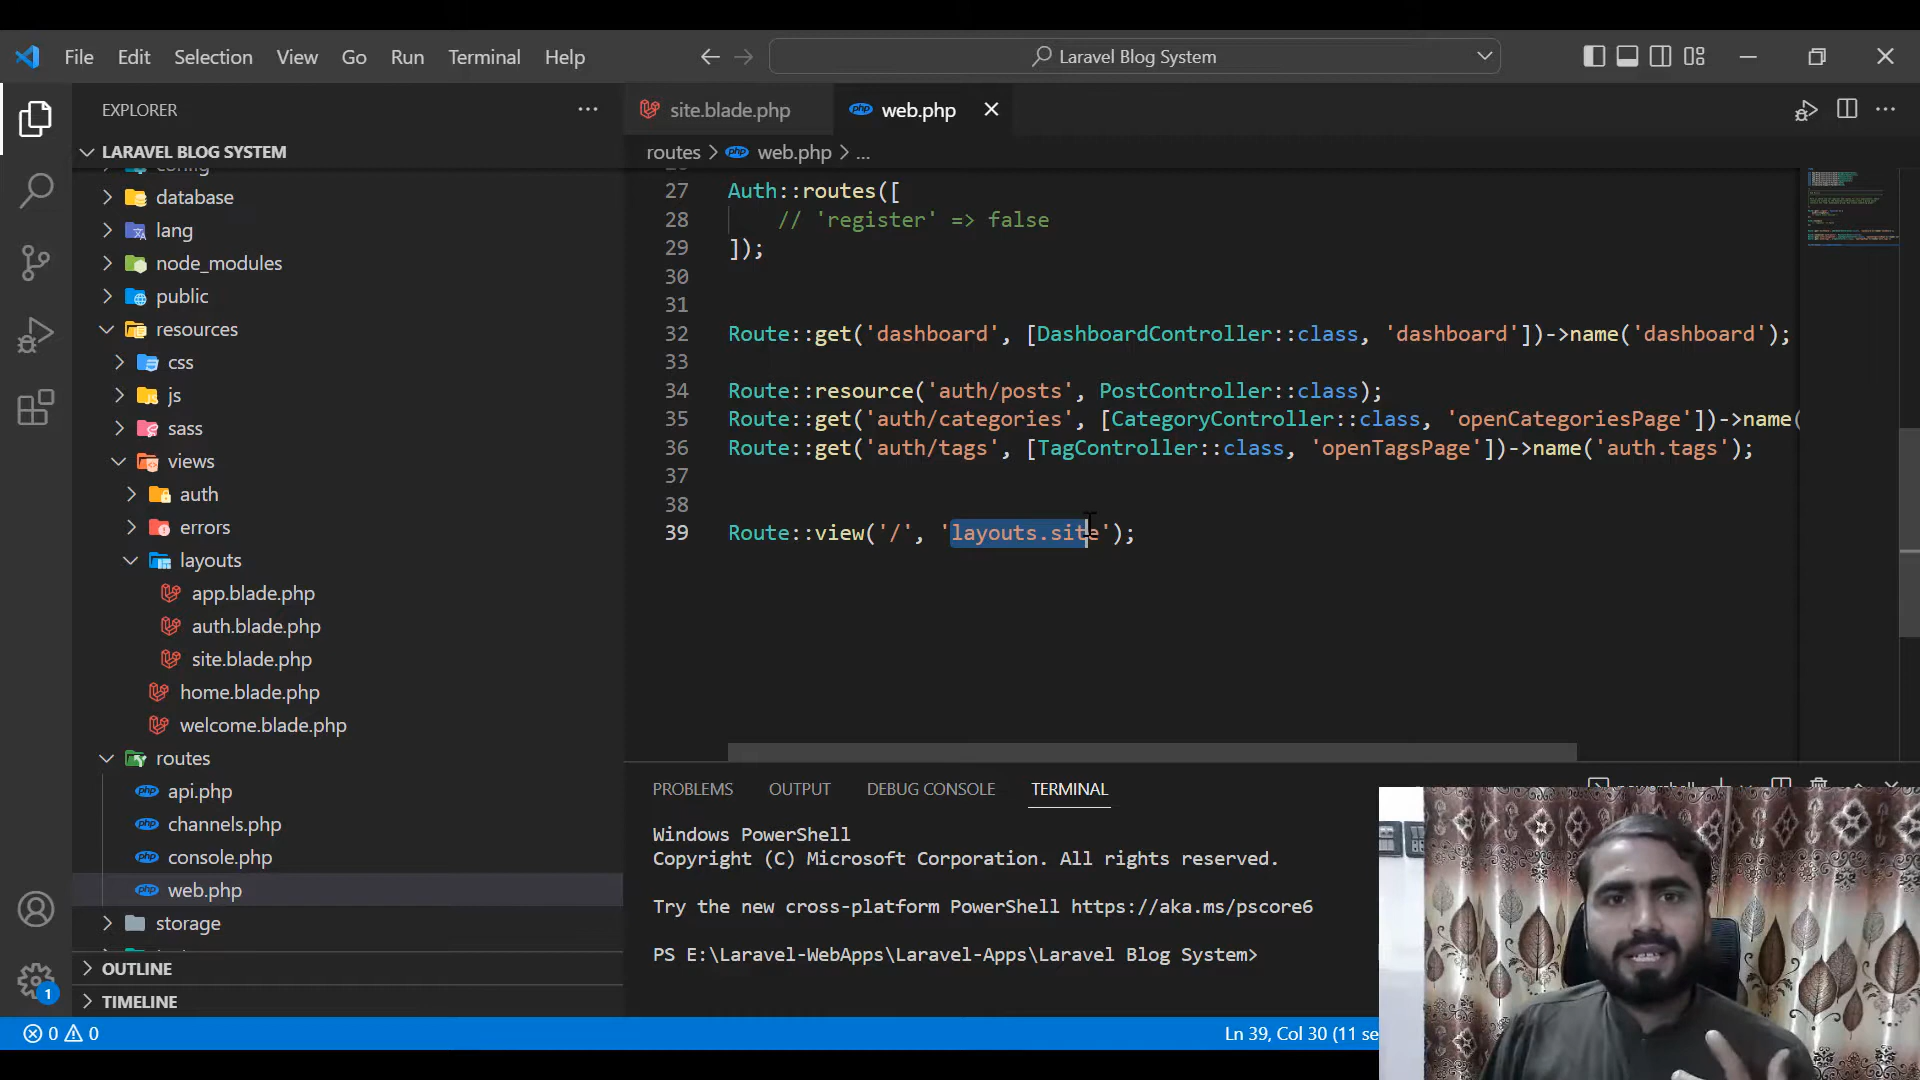 File Edit Selection View Go Run Terminal Help
Laravel Blog System
EXPLORER
LARAVEL BLOG SYSTEM
config
database
lang
node_modules
public
resources
css
js
sass
views
auth
errors
layouts
app.blade.php
auth.blade.php
site.blade.php
home.blade.php
welcome.blade.php
routes
api.php
channels.php
console.php
web.php
storage
OUTLINE
TIMELINE
1
site.blade.php web.php
routes > web.php > ...
27 Auth::routes([
28 // 'register' => false
29 ]);
30
31
32 Route::get('dashboard', [DashboardController::class, 'dashboard'])->name('dashboard');
33
34 Route::resource('auth/posts', PostController::class);
35 Route::get('auth/categories', [CategoryController::class, 'openCategoriesPage'])->name(
36 Route::get('auth/tags', [TagController::class, 'openTagsPage'])->name('auth.tags');
37
38
39 Route::view('/', 'layouts.site');
PROBLEMS OUTPUT DEBUG CONSOLE TERMINAL
Windows PowerShell
Copyright (C) Microsoft Corporation. All rights reserved.
Try the new cross-platform PowerShell https://aka.ms/pscore6
PS E:\Laravel-WebApps\Laravel-Apps\Laravel Blog System>
0 0
Ln 39, Col 30 (11 se